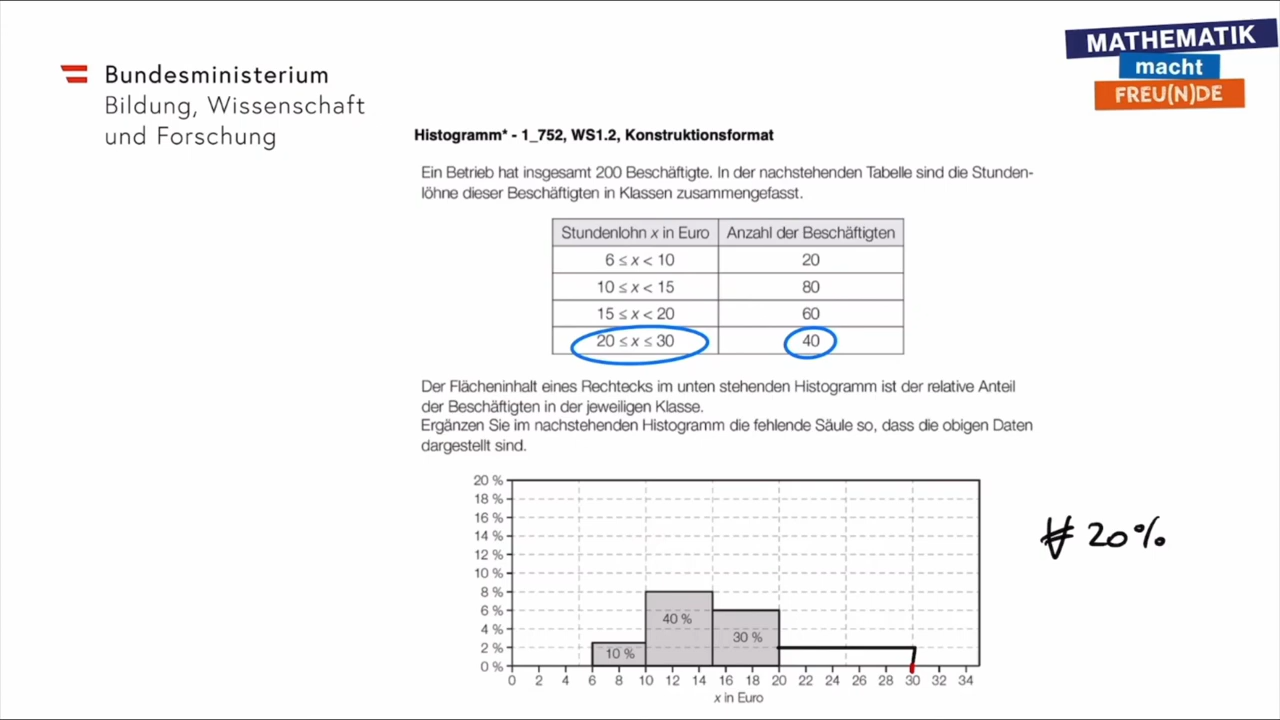 Bundesministerium
Bildung, Wissenschaft
und Forschung
MATHEMATIK
macht
FREU(N)DE
Histogramm* - 1_752, WS1.2, Konstruktionsformat
Ein Betrieb hat insgesamt 200 Beschäftigte. In der nachstehenden Tabelle sind die Stunden-
löhne dieser Beschäftigten in Klassen zusammengefasst.
Stundenlohn x in Euro Anzahl der Beschäftigten
6 ≤ x < 10 20
10 ≤ x < 15 80
15 ≤ x < 20 60
20 ≤ x ≤ 30 40
Der Flächeninhalt eines Rechtecks im unten stehenden Histogramm ist der relative Anteil
der Beschäftigten in der jeweiligen Klasse.
Ergänzen Sie im nachstehenden Histogramm die fehlende Säule so, dass die obigen Daten
dargestellt sind.
20 %
18 %
16 %
14 %
12 %
10 %
8 %
6 %
4 %
2 %
0 %
40 %
30 %
10 %
0 2 4 6 8 10 12 14 16 18 20 22 24 26 28 30 32 34
x in Euro
20%